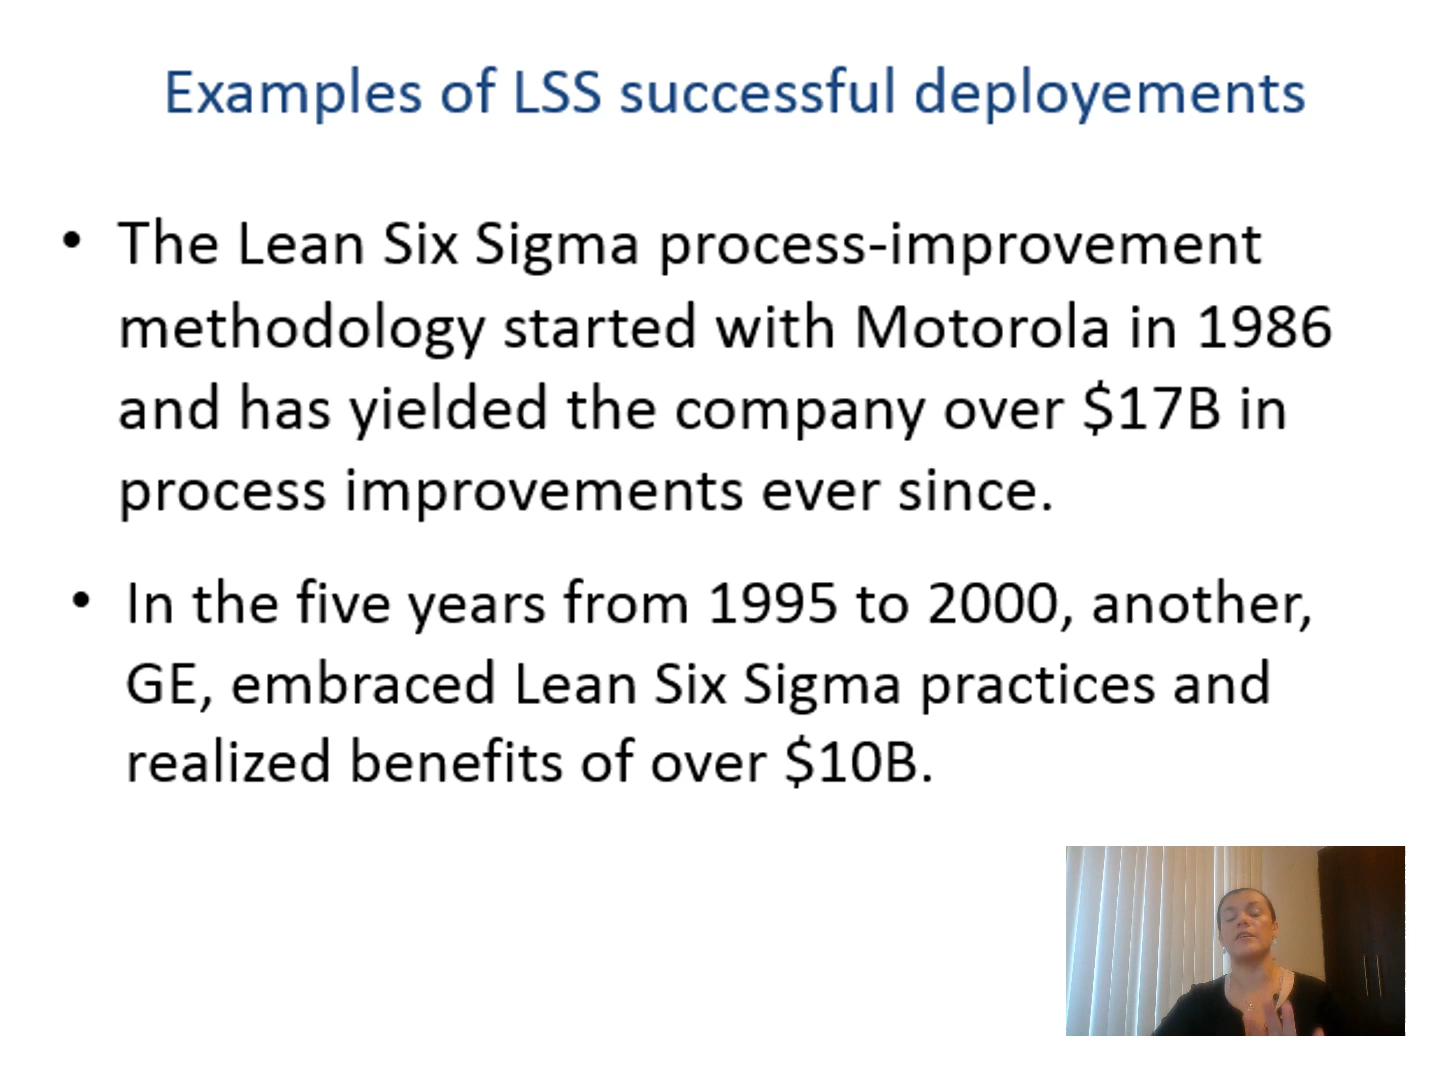 Examples of LSS successful deployements
• The Lean Six Sigma process-improvement
methodology started with Motorola in 1986
and has yielded the company over $17B in
process improvements ever since.
• In the five years from 1995 to 2000, another,
GE, embraced Lean Six Sigma practices and
realized benefits of over $10B.